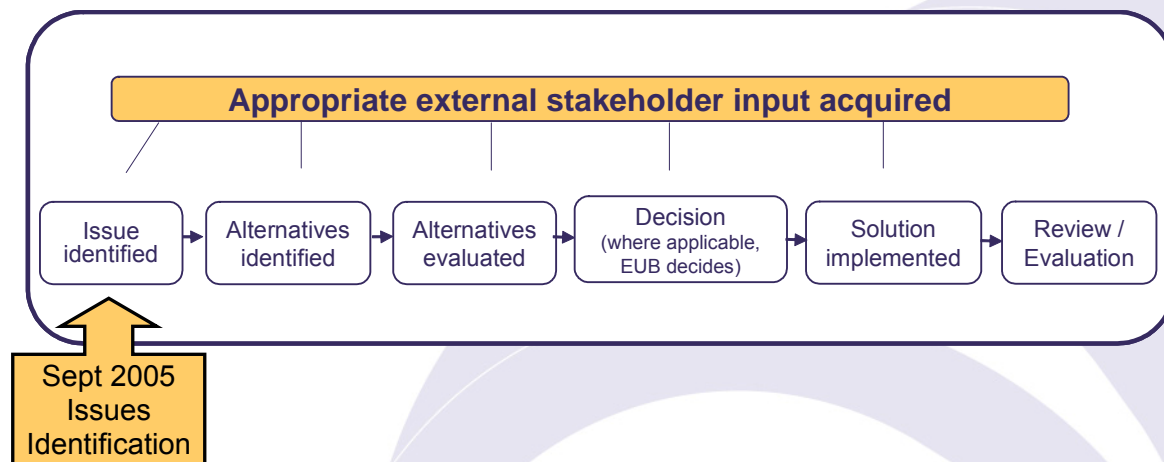 Appropriate external stakeholder input acquired
Issue
identified
Alternatives
identified
Alternatives
evaluated
Decision
(where applicable,
EUB decides)
Solution
implemented
Review /
Evaluation
Sept 2005
Issues
Identification